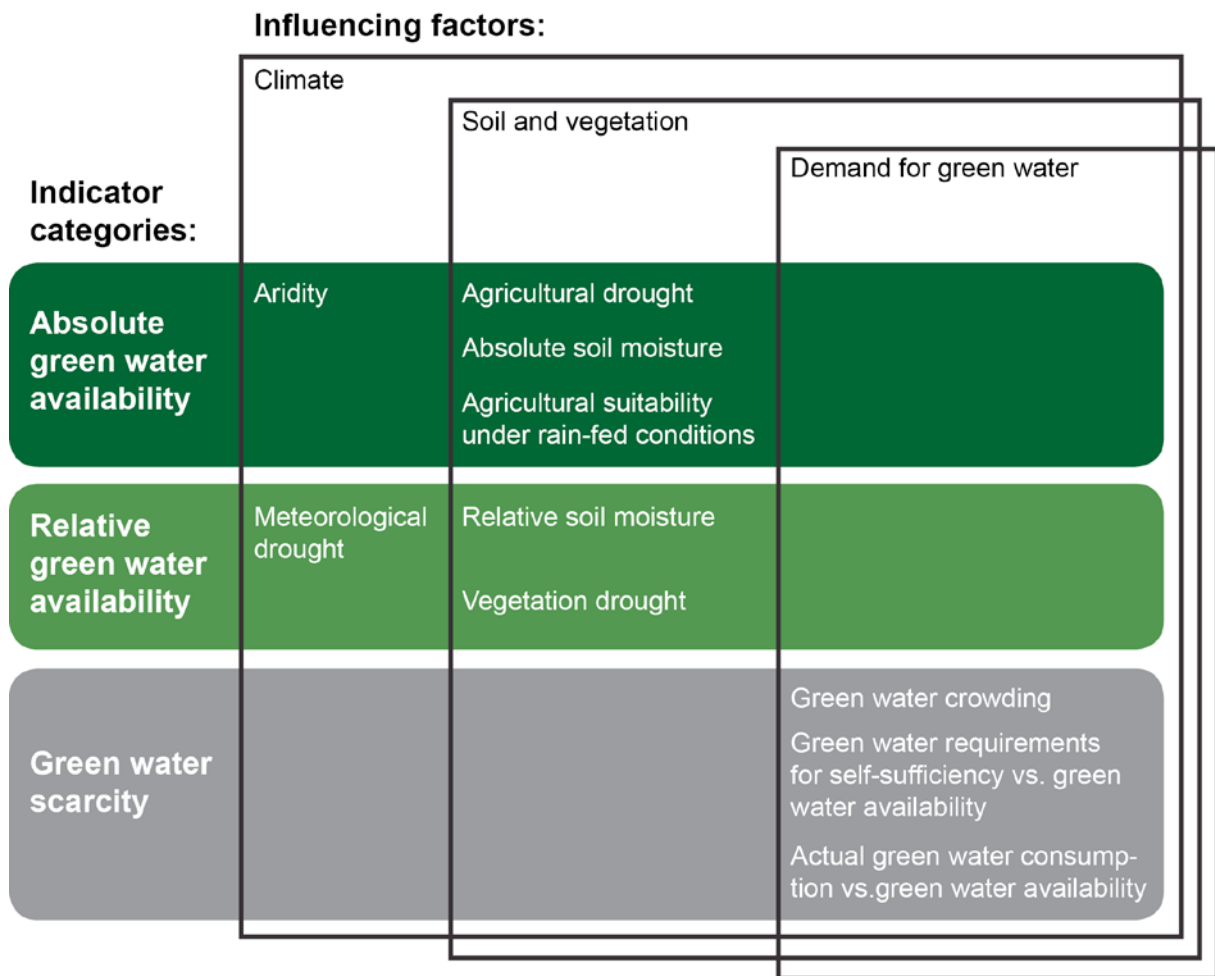 Influencing factors:
Climate
Soil and vegetation
Demand for green water
Indicator
categories:
Absolute
green water
availability
Aridity
Agricultural drought
Absolute soil moisture
Agricultural suitability
under rain-fed conditions
Relative
green water
availability
Meteorological
drought
Relative soil moisture
Vegetation drought
Green water
scarcity
Green water crowding
Green water requirements
for self-sufficiency vs. green
water availability
Actual green water consump-
tion vs.green water availability